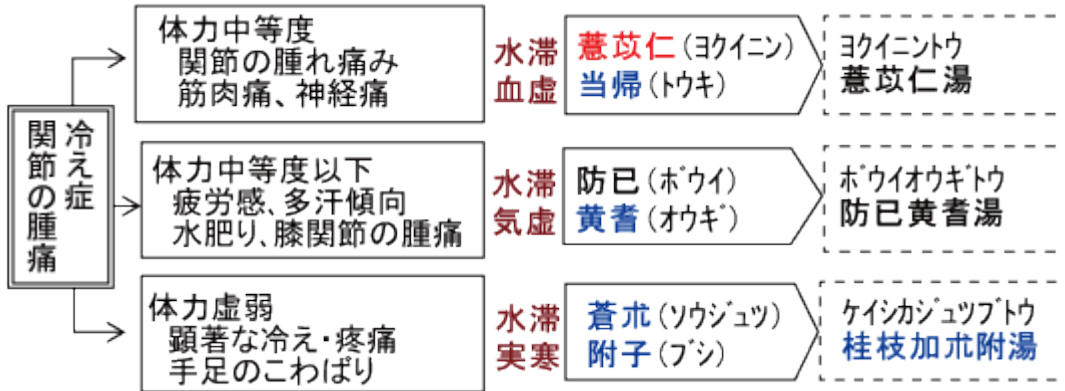 冷え症
関節の腫痛
体力中等度
関節の腫れ痛み
筋肉痛、神経痛
水滞
血虚
薏苡仁(ヨクイニン)
当帰(トウキ)
ヨクイニントウ
薏苡仁湯
体力中等度以下
疲労感、多汗傾向
水肥り、膝関節の腫痛
水滞
気虚
防已(ボウイ)
黄耆(オウギ)
ボウイオウギトウ
防已黄耆湯
体力虚弱
顕著な冷え・疼痛
手足のこわばり
水滞
実寒
蒼朮(ソウジュツ)
附子(ブシ)
ケイシカジュツブトウ
桂枝加朮附湯